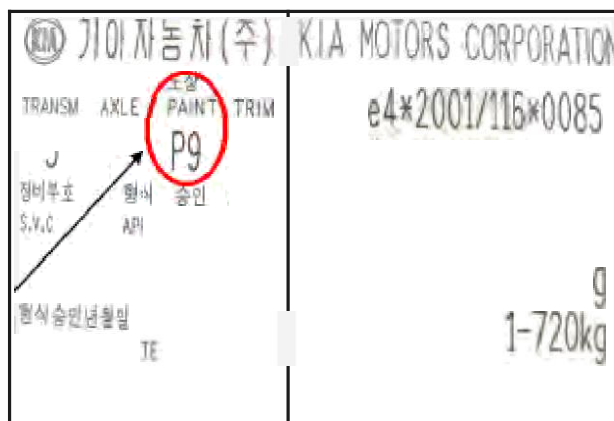 KIA 기아자동차(주) KIA MOTORS CORPORATION
도장
TRANSM AXLE PAINT TRIM
e4*2001/116*0085
J P9
장비부호 형식 승인
S.V.C API
g
형식승인년월일
1-720kg
TE